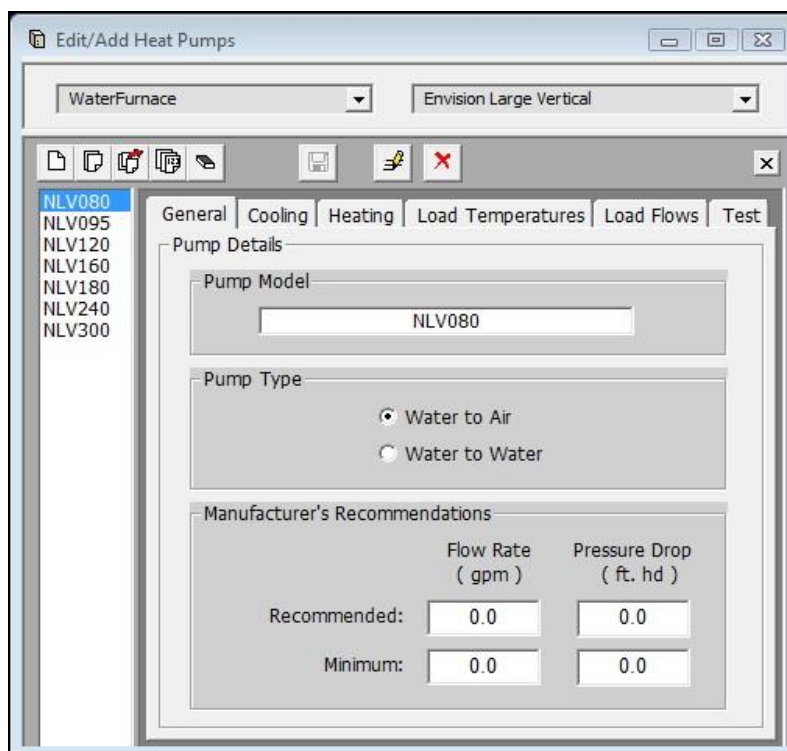 Edit/Add Heat Pumps
WaterFurnace Envision Large Vertical
NLV080
NLV095
NLV120
NLV160
NLV180
NLV240
NLV300
General Cooling Heating Load Temperatures Load Flows Test
Pump Details
Pump Model
NLV080
Pump Type
Water to Air
Water to Water
Manufacturer's Recommendations
Flow Rate Pressure Drop
( gpm ) ( ft. hd )
Recommended: 0.0 0.0
Minimum: 0.0 0.0